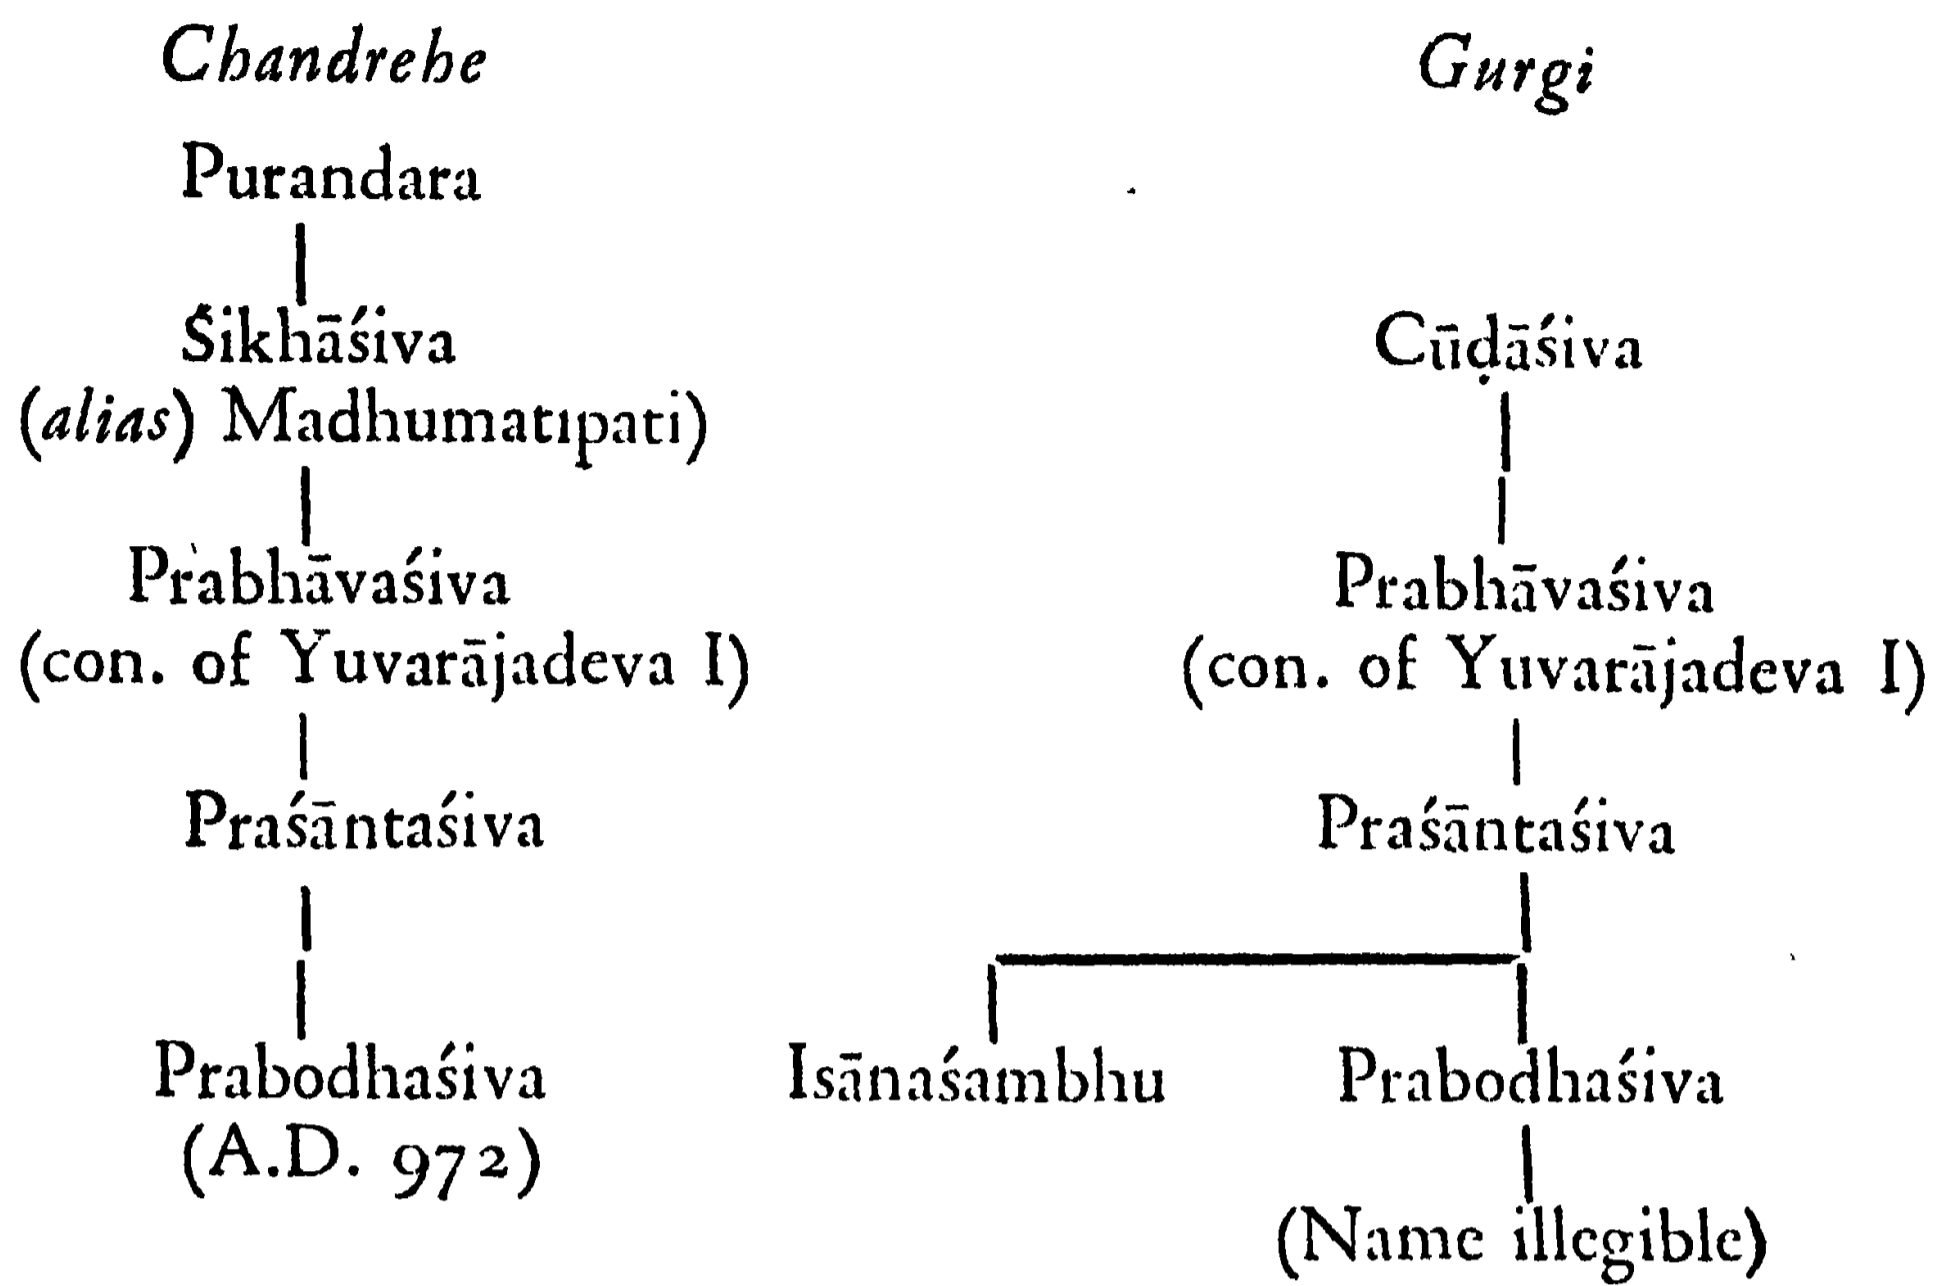 Chandrehe
Purandara
Śikhāśiva
(alias) Madhumatıpati)
Prabhāvaśiva
(con. of Yuvarājadeva I)
Praśāntaśiva
Prabodhaśiva
(A.D. 972)
Gurgi
Cūḍāśiva
Prabhāvaśiva
(con. of Yuvarājadeva I)
Praśāntaśiva
Isānaśambhu
Prabodhaśiva
(Name illegible)